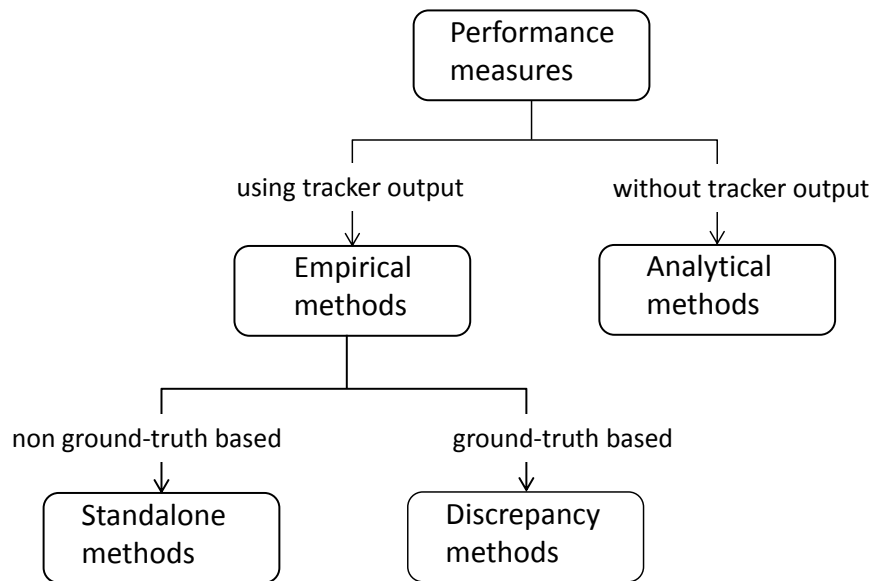 Performance
measures
using tracker output
without tracker output
Empirical
methods
Analytical
methods
non ground-truth based
ground-truth based
Standalone
methods
Discrepancy
methods